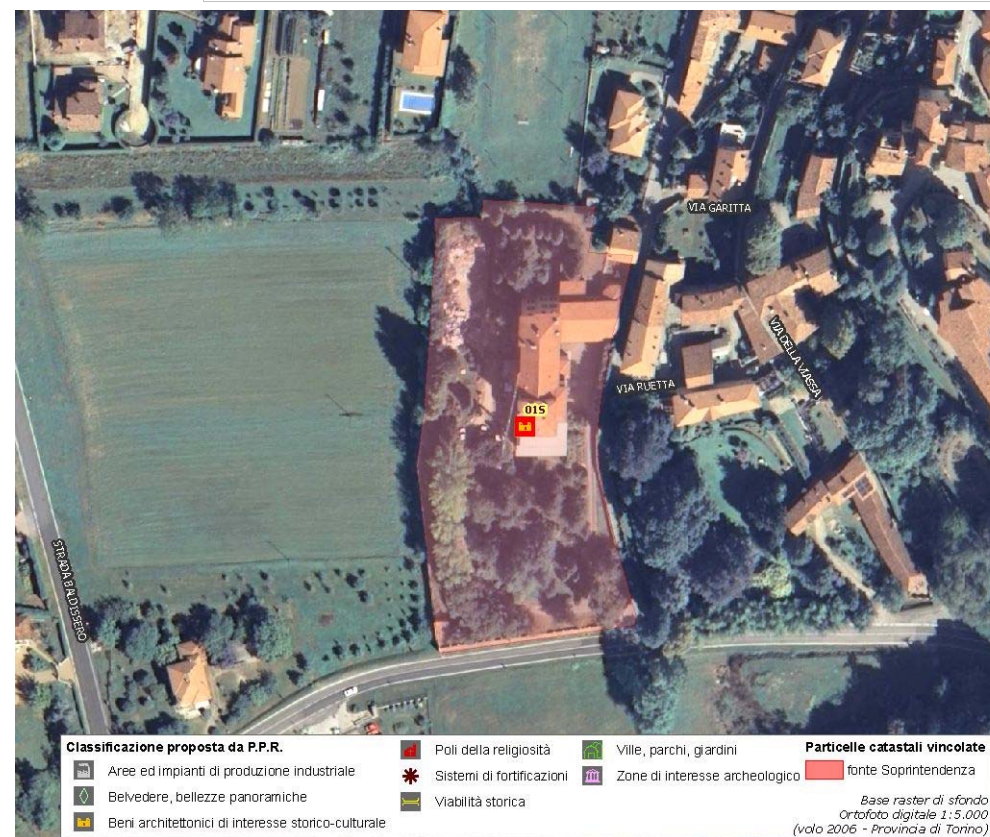 VIA GARITTA
VIA DELLA VIASSA
VIA RUETTA
01S
STRADA BALDISSERO
Classificazione proposta da P.P.R.
Aree ed impianti di produzione industriale
Belvedere, bellezze panoramiche
Beni architettonici di interesse storico-culturale
Poli della religiosità
Sistemi di fortificazioni
Viabilità storica
Ville, parchi, giardini
Zone di interesse archeologico
Particelle catastali vincolate
fonte Soprintendenza
Base raster di sfondo
Ortofoto digitale 1:5.000
(volo 2006 - Provincia di Torino)